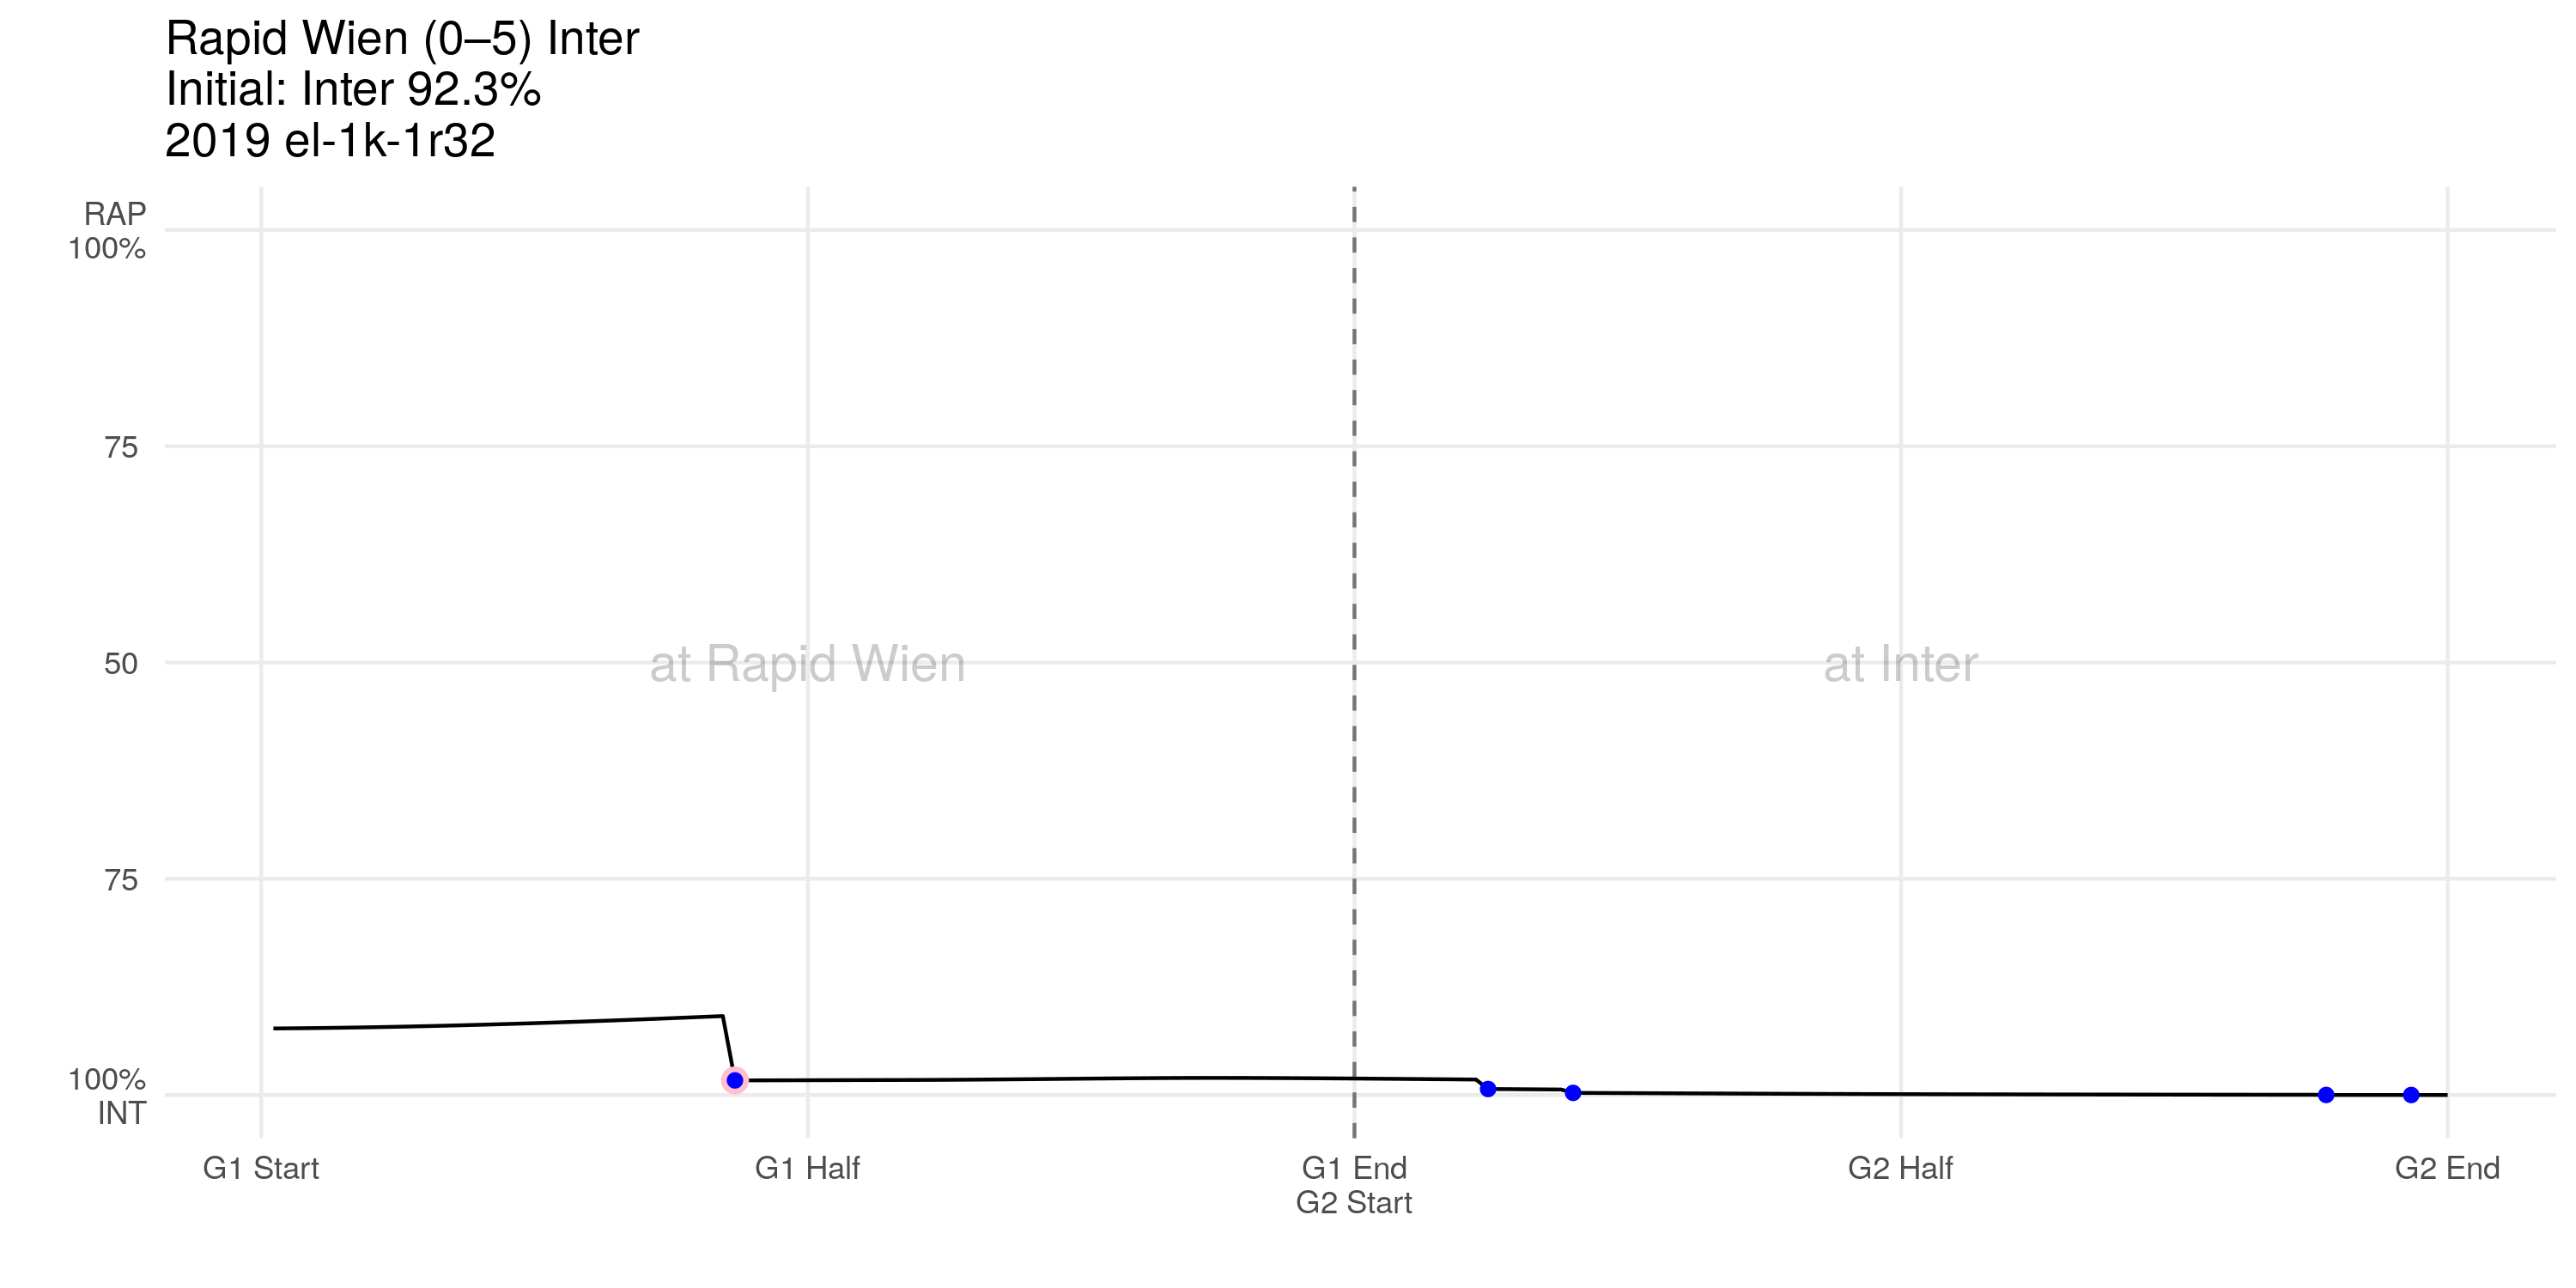 Rapid Wien (0–5) Inter
Initial: Inter 92.3%
2019 el-1k-1r32
RAP
100%
75
50
75
100%
INT
at Rapid Wien
at Inter
G1 Start
G1 Half
G1 End
G2 Start
G2 Half
G2 End